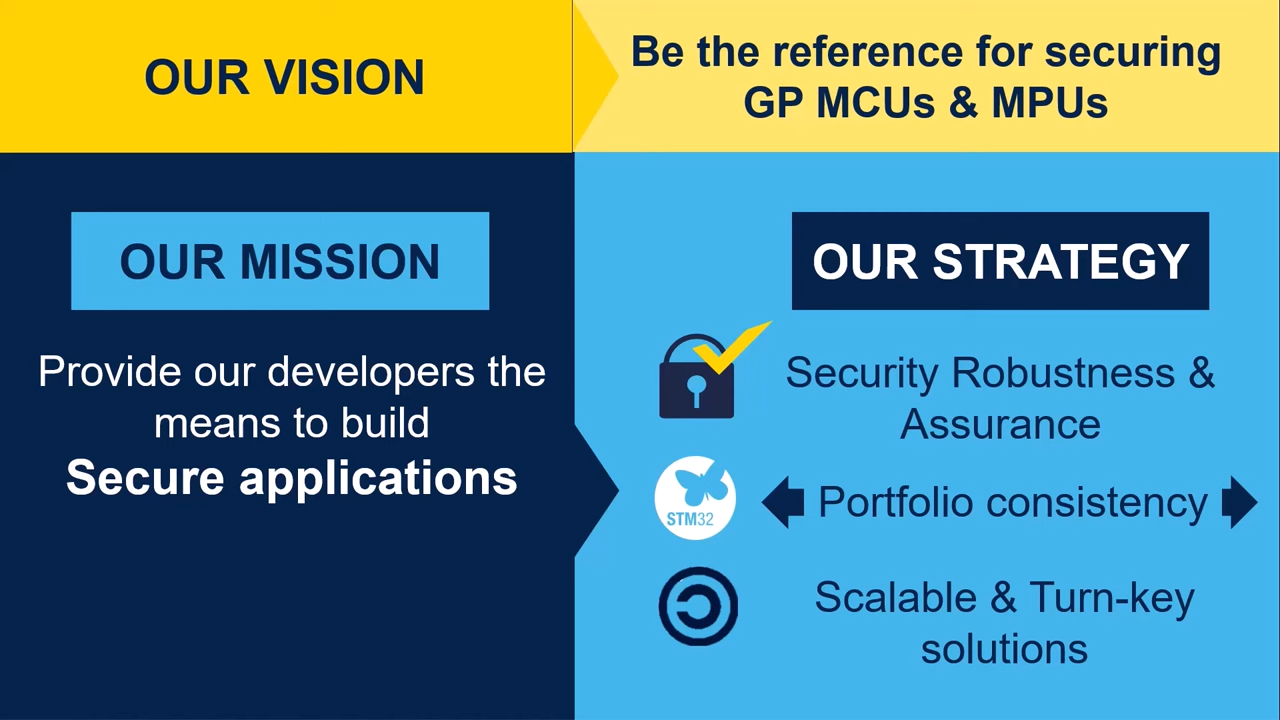 OUR VISION
Be the reference for securing
GP MCUs & MPUs
OUR MISSION
Provide our developers the
means to build
Secure applications
OUR STRATEGY
Security Robustness &
Assurance
STM32
Portfolio consistency
Scalable & Turn-key
solutions